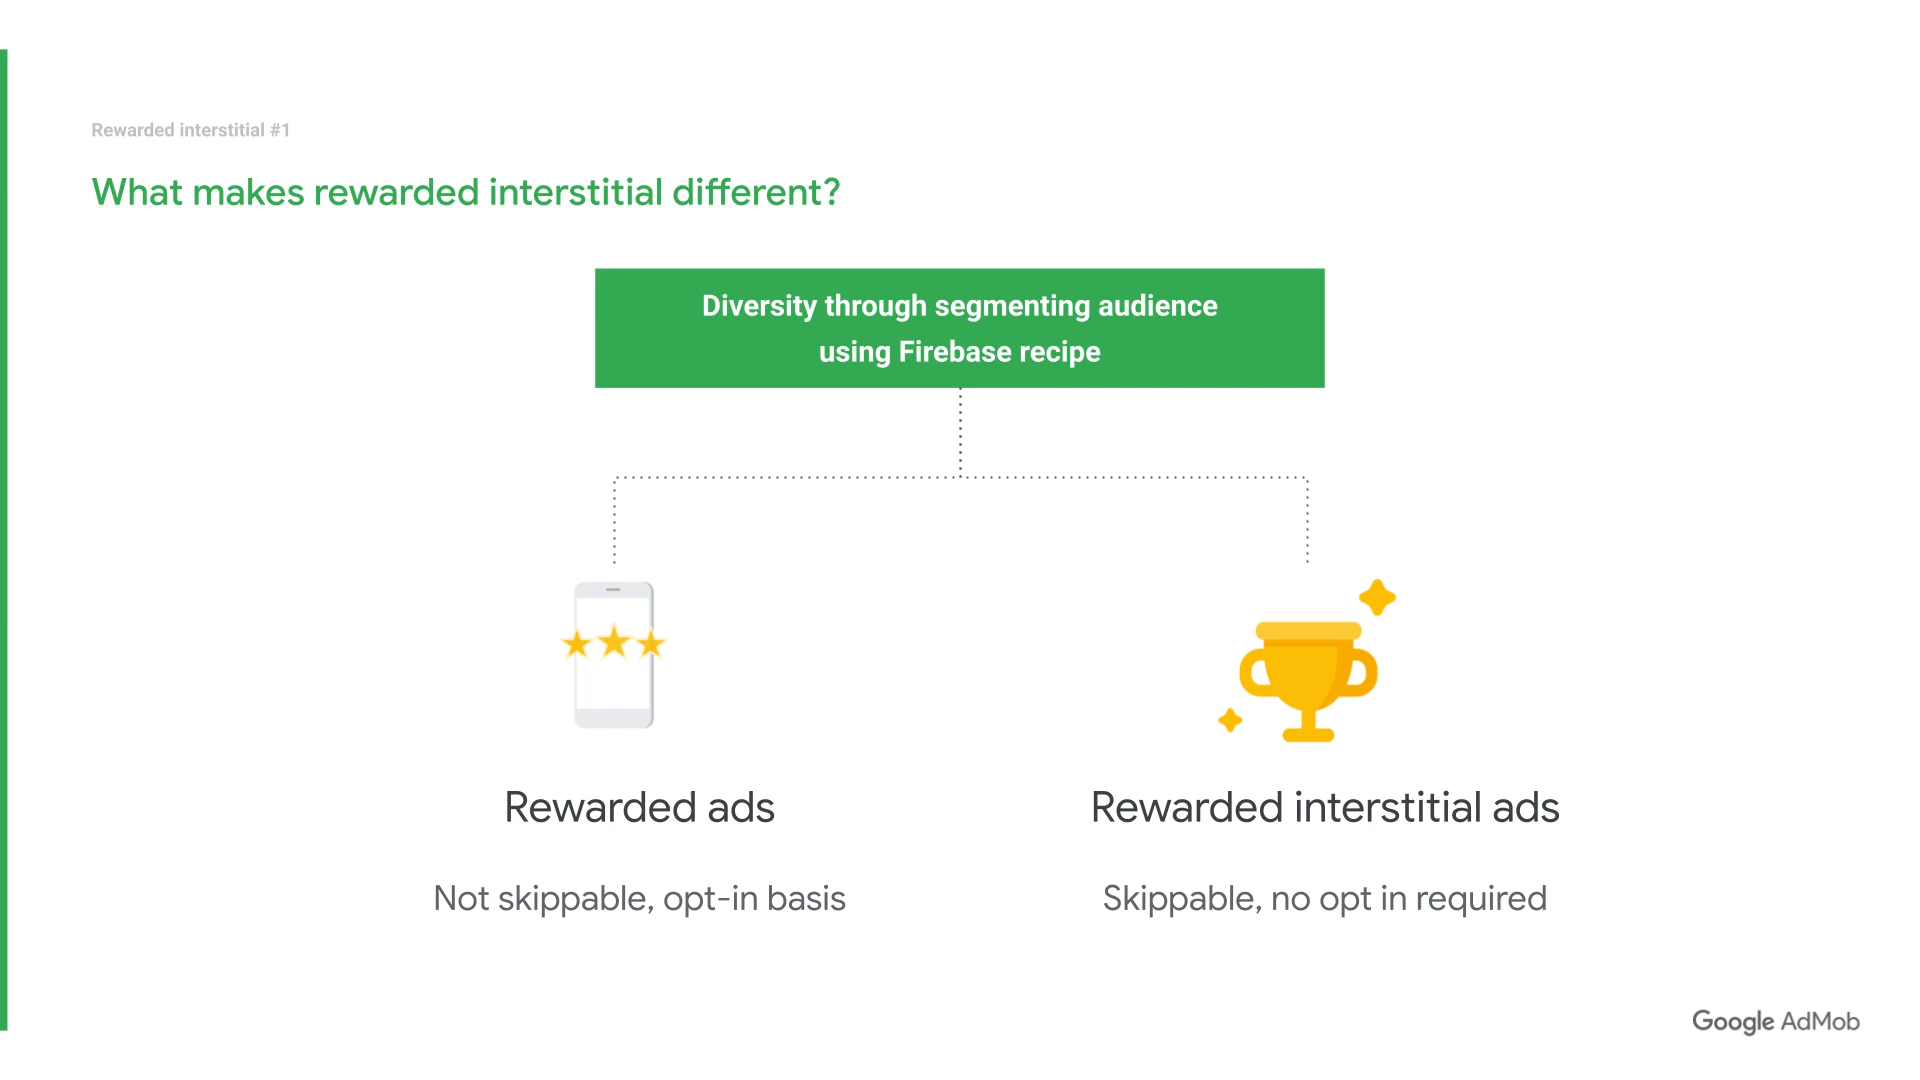 Rewarded interstitial #1
What makes rewarded interstitial different?
Diversity through segmenting audience
using Firebase recipe
Rewarded ads
Rewarded interstitial ads
Not skippable, opt-in basis
Skippable, no opt in required
Google AdMob